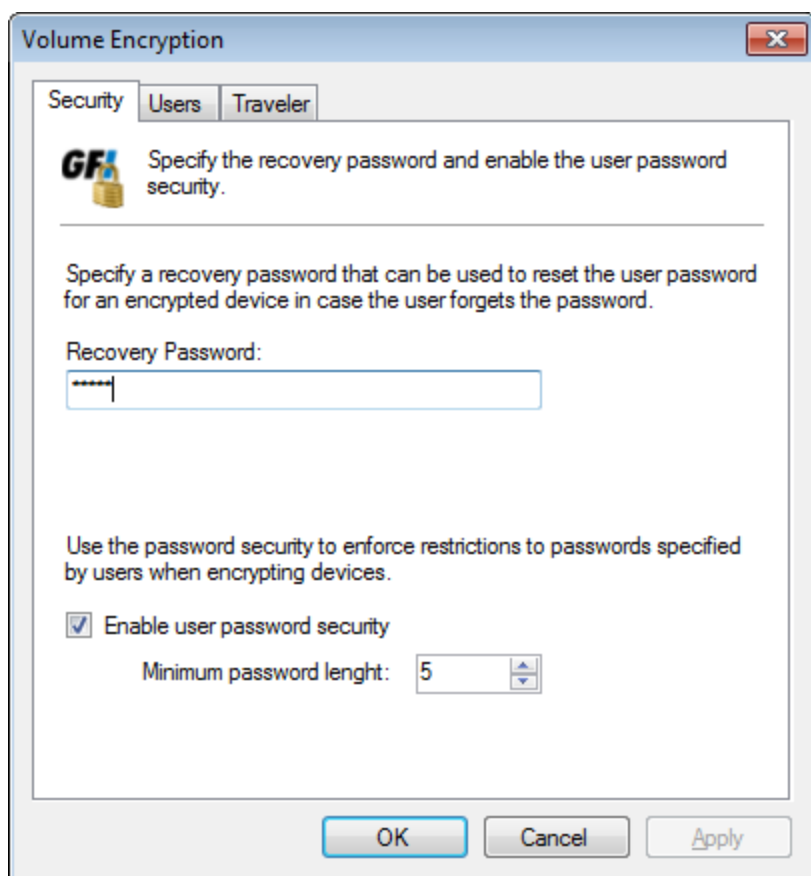 Volume Encryption
Security Users Traveler
GFI Specify the recovery password and enable the user password
security.
Specify a recovery password that can be used to reset the user password
for an encrypted device in case the user forgets the password.
Recovery Password:
*****
Use the password security to enforce restrictions to passwords specified
by users when encrypting devices.
Enable user password security
Minimum password lenght: 5
OK Cancel Apply